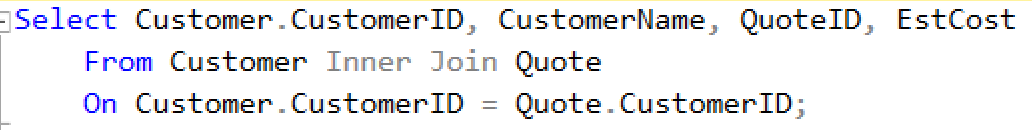 Select Customer.CustomerID, CustomerName, QuoteID, EstCost
From Customer Inner Join Quote
On Customer.CustomerID = Quote.CustomerID;